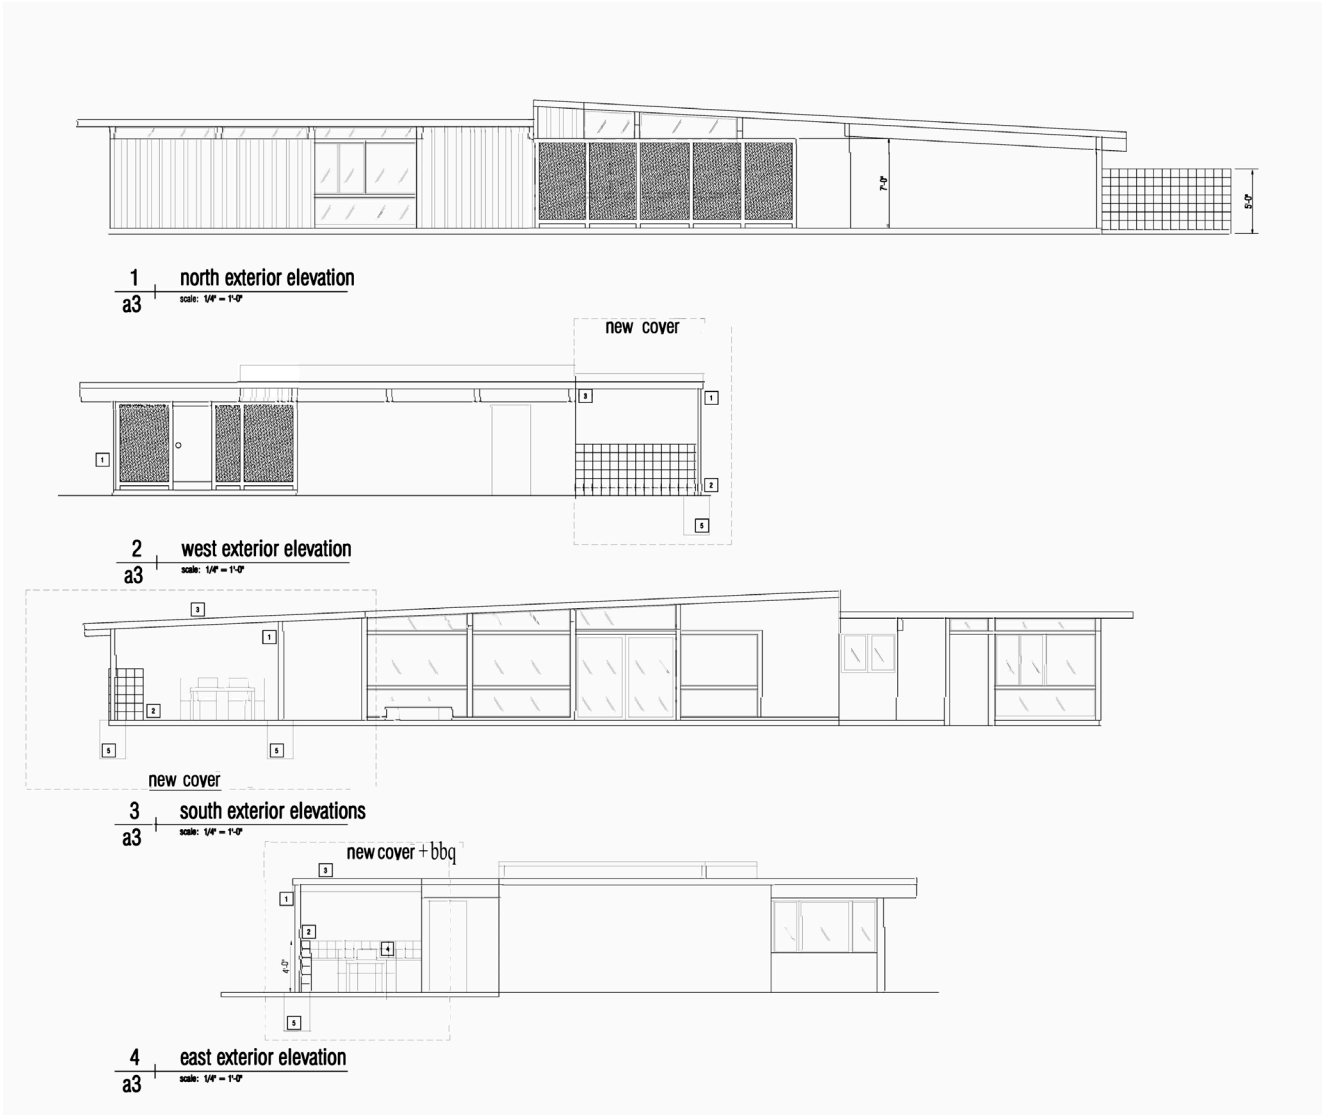 7'-0"
5'-0"
1 north exterior elevation
a3 scale: 1/4" = 1'-0"
new cover
3
1
1
2
5
2 west exterior elevation
a3 scale: 1/4" = 1'-0"
3
1
2
5
5
new cover
3 south exterior elevations
a3 scale: 1/4" = 1'-0"
new cover + bbq
3
1
2
4
4'-0"
5
4 east exterior elevation
a3 scale: 1/4" = 1'-0"